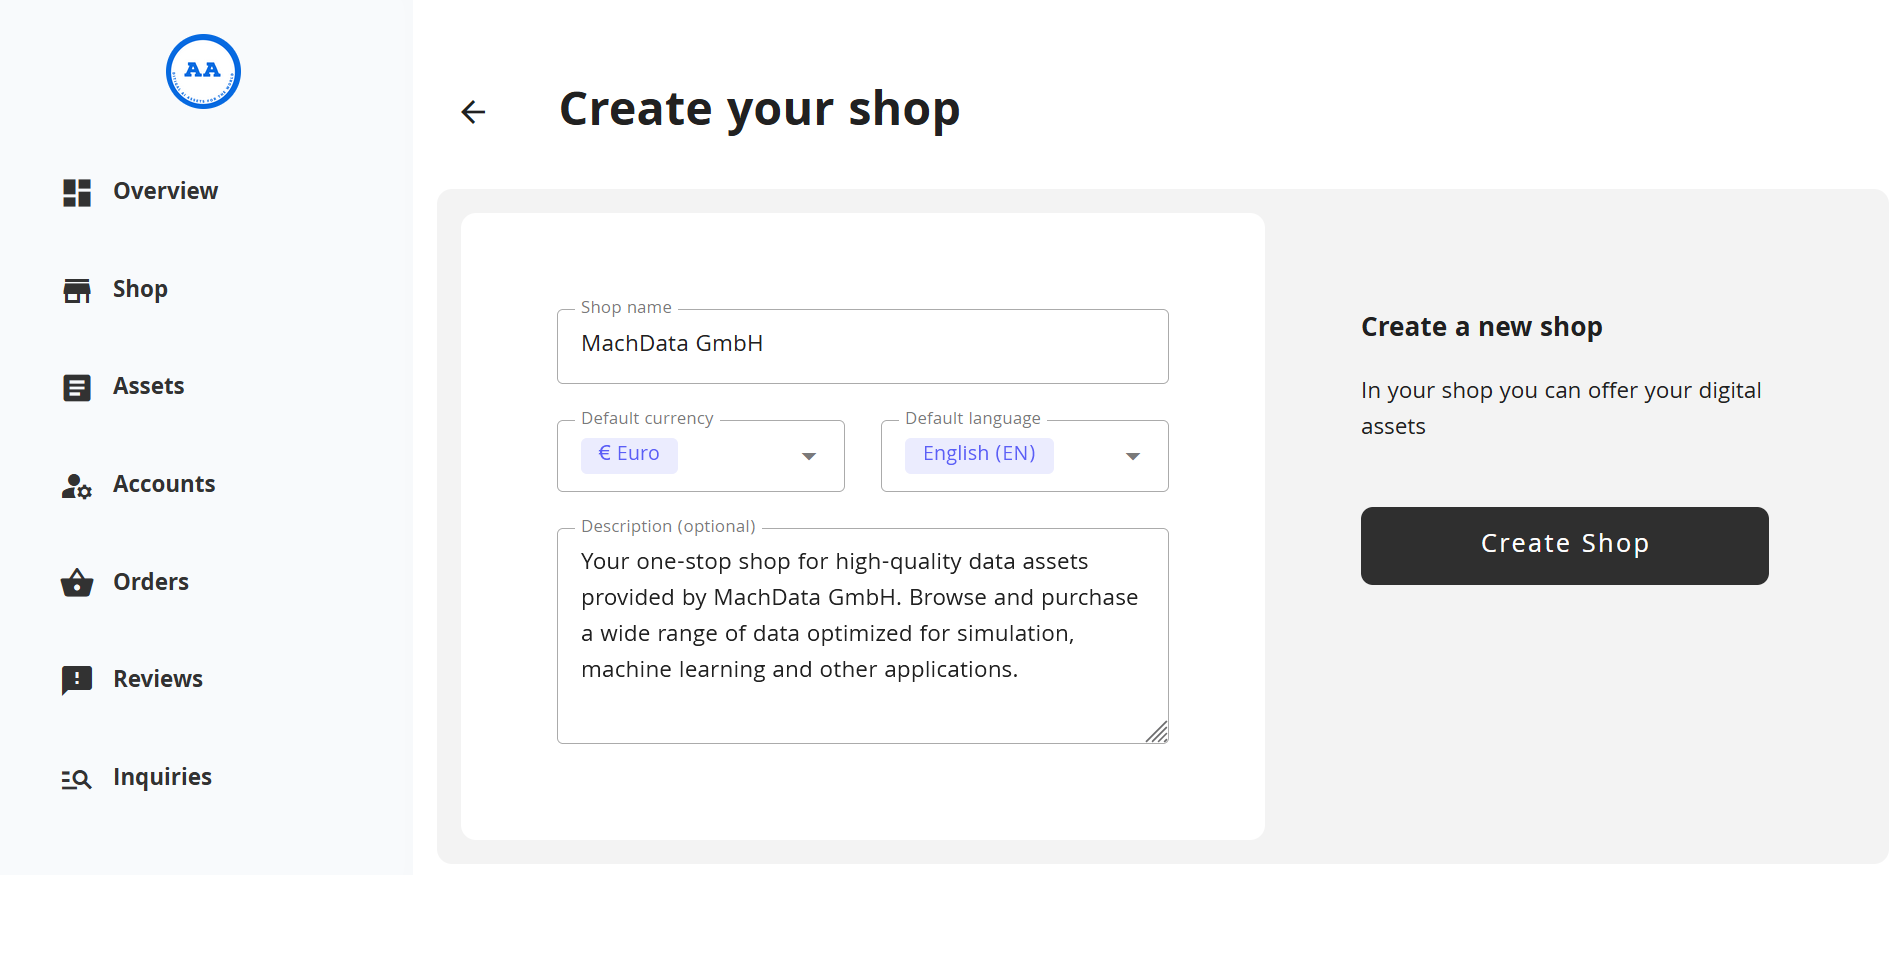 AA
Overview
Shop
Assets
Accounts
Orders
Reviews
Inquiries
Create your shop
Shop name
MachData GmbH
Default currency
€ Euro
Default language
English (EN)
Description (optional)
Your one-stop shop for high-quality data assets
provided by MachData GmbH. Browse and purchase
a wide range of data optimized for simulation,
machine learning and other applications.
Create a new shop
In your shop you can offer your digital
assets
Create Shop